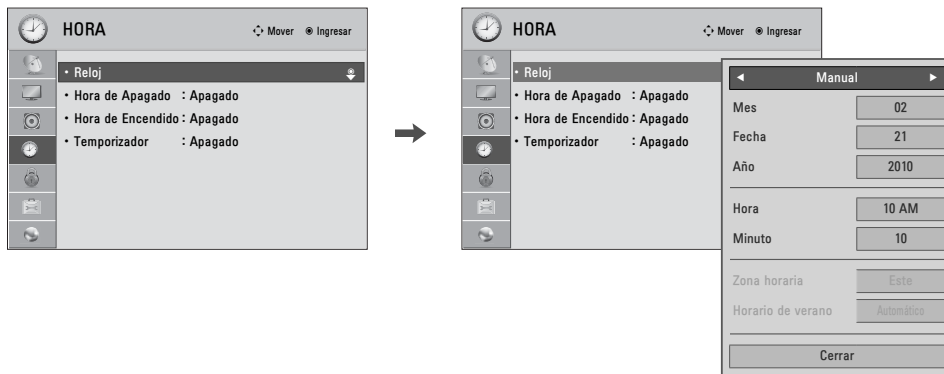 HORA Mover Ingresar
• Reloj
• Hora de Apagado : Apagado
• Hora de Encendido : Apagado
• Temporizador : Apagado
HORA Mover Ingresar
• Reloj
• Hora de Apagado : Apagado
• Hora de Encendido : Apagado
• Temporizador : Apagado
◄ Manual ►
Mes 02
Fecha 21
Año 2010
Hora 10 AM
Minuto 10
Zona horaria Este
Horario de verano Automático
Cerrar